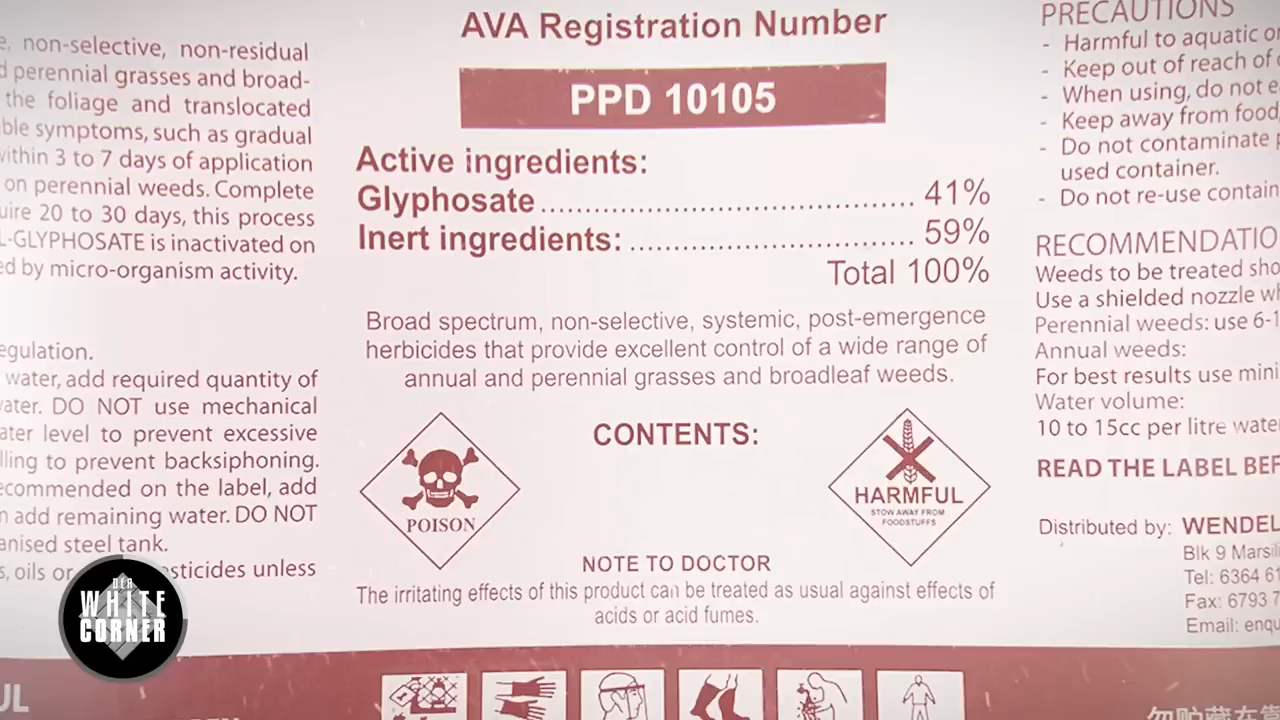 e, non-selective, non-residual
d perennial grasses and broad-
the foliage and translocated
ble symptoms, such as gradual
within 3 to 7 days of application
on perennial weeds. Complete
uire 20 to 30 days, this process
L-GLYPHOSATE is inactivated on
ed by micro-organism activity.
egulation.
water, add required quantity of
vater. DO NOT use mechanical
ater level to prevent excessive
lling to prevent backsiphoning.
ecommended on the label, add
n add remaining water. DO NOT
anised steel tank.
s, oils or sticides unless
AVA Registration Number
PPD 10105
Active ingredients:
Glyphosate........................................ 41%
Inert ingredients: .............................. 59%
Total 100%
Broad spectrum, non-selective, systemic, post-emergence
herbicides that provide excellent control of a wide range of
annual and perennial grasses and broadleaf weeds.
CONTENTS:
POISON
HARMFUL
STOW AWAY FROM
FOODSTUFFS
NOTE TO DOCTOR
The irritating effects of this product can be treated as usual against effects of
acids or acid fumes.
PRECAUTIONS
- Harmful to aquatic or
- Keep out of reach of c
- When using, do not e
- Keep away from food
- Do not contaminate p
used container.
- Do not re-use contain
RECOMMENDATIO
Weeds to be treated sho
Use a shielded nozzle wh
Perennial weeds: use 6-1
Annual weeds:
For best results use mini
Water volume:
10 to 15cc per litre water
READ THE LABEL BEF
Distributed by: WENDEL
Blk 9 Marsil
Tel: 6364 61
Fax: 6793 7
Email: enqu
DER
WHITE
CORNER
UL